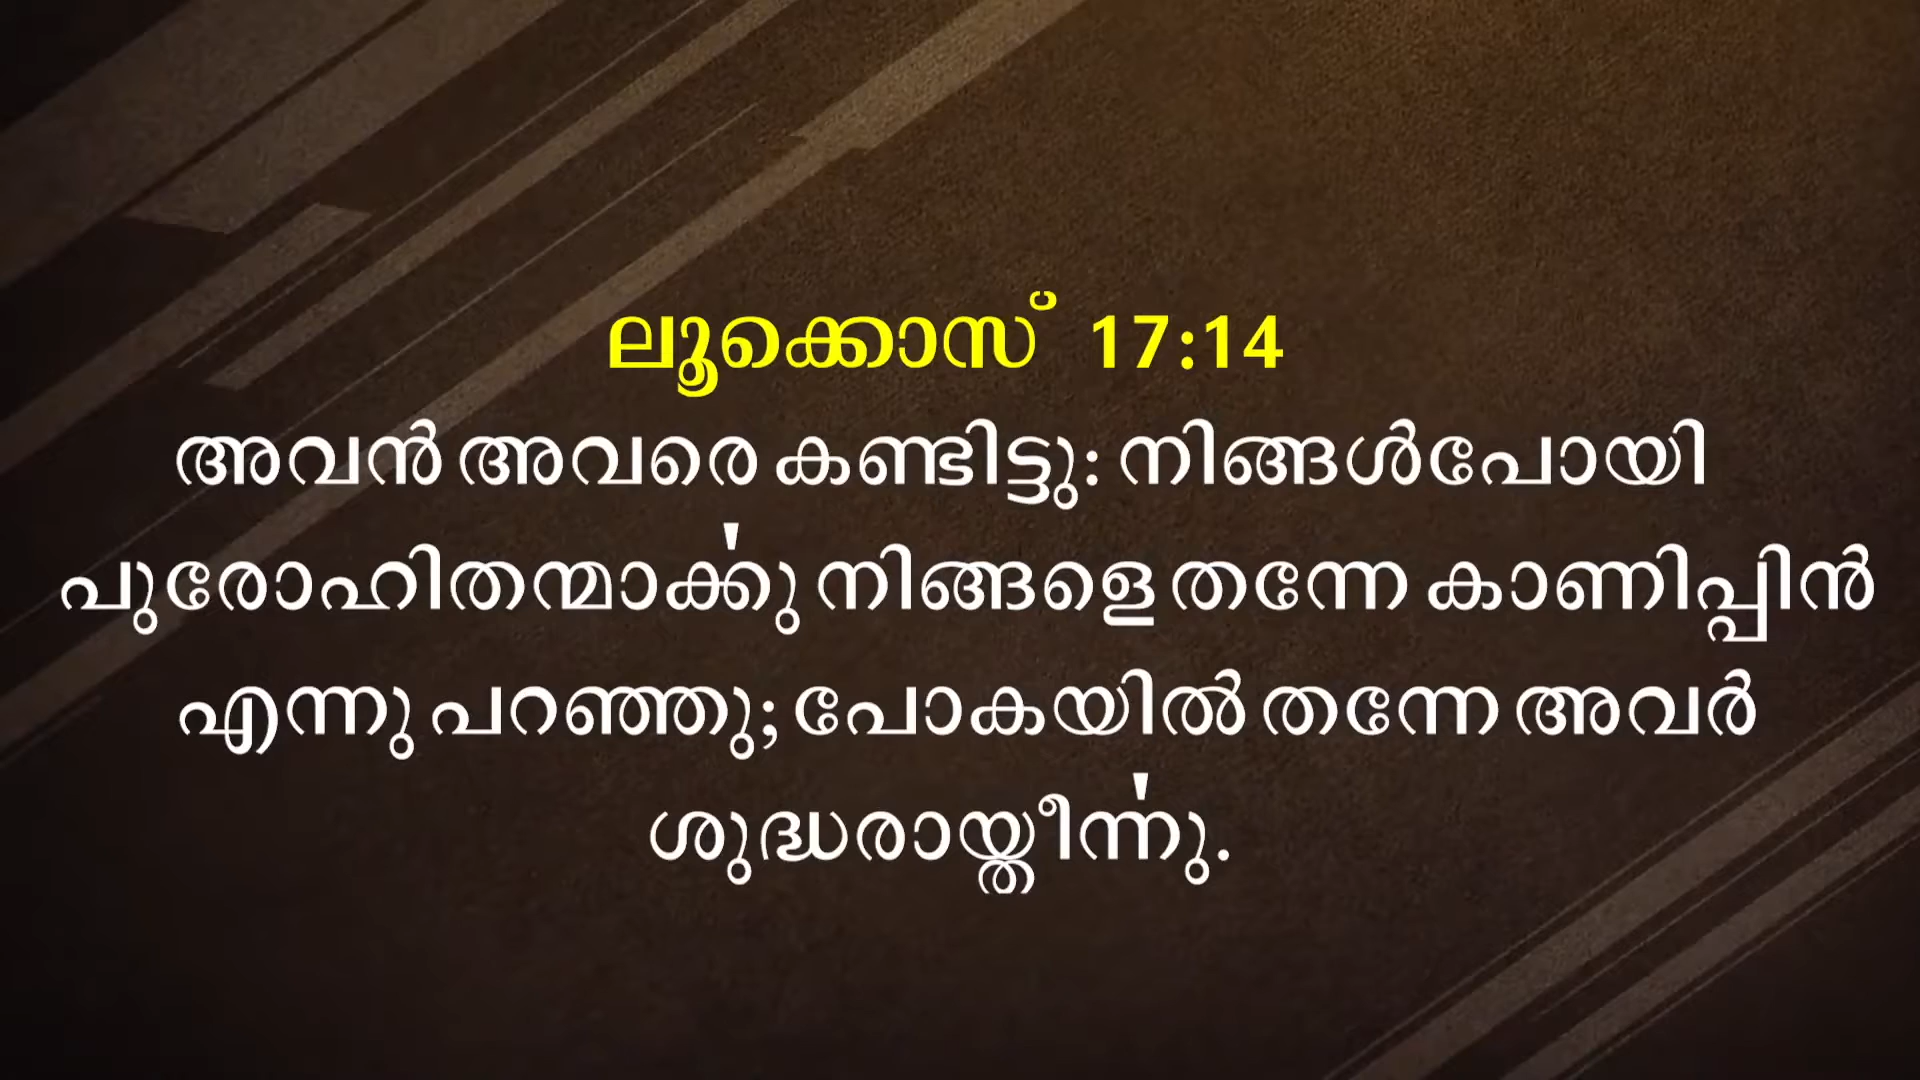 ലൂക്കൊസ് 17:14
അവൻ അവരെ കണ്ടിട്ടു: നിങ്ങൾപോയി
പുരോഹിതന്മാൎക്കു നിങ്ങളെ തന്നേ കാണിപ്പിൻ
എന്നു പറഞ്ഞു; പോകയിൽ തന്നേ അവർ
ശുദ്ധരായ്തീൎന്നു.